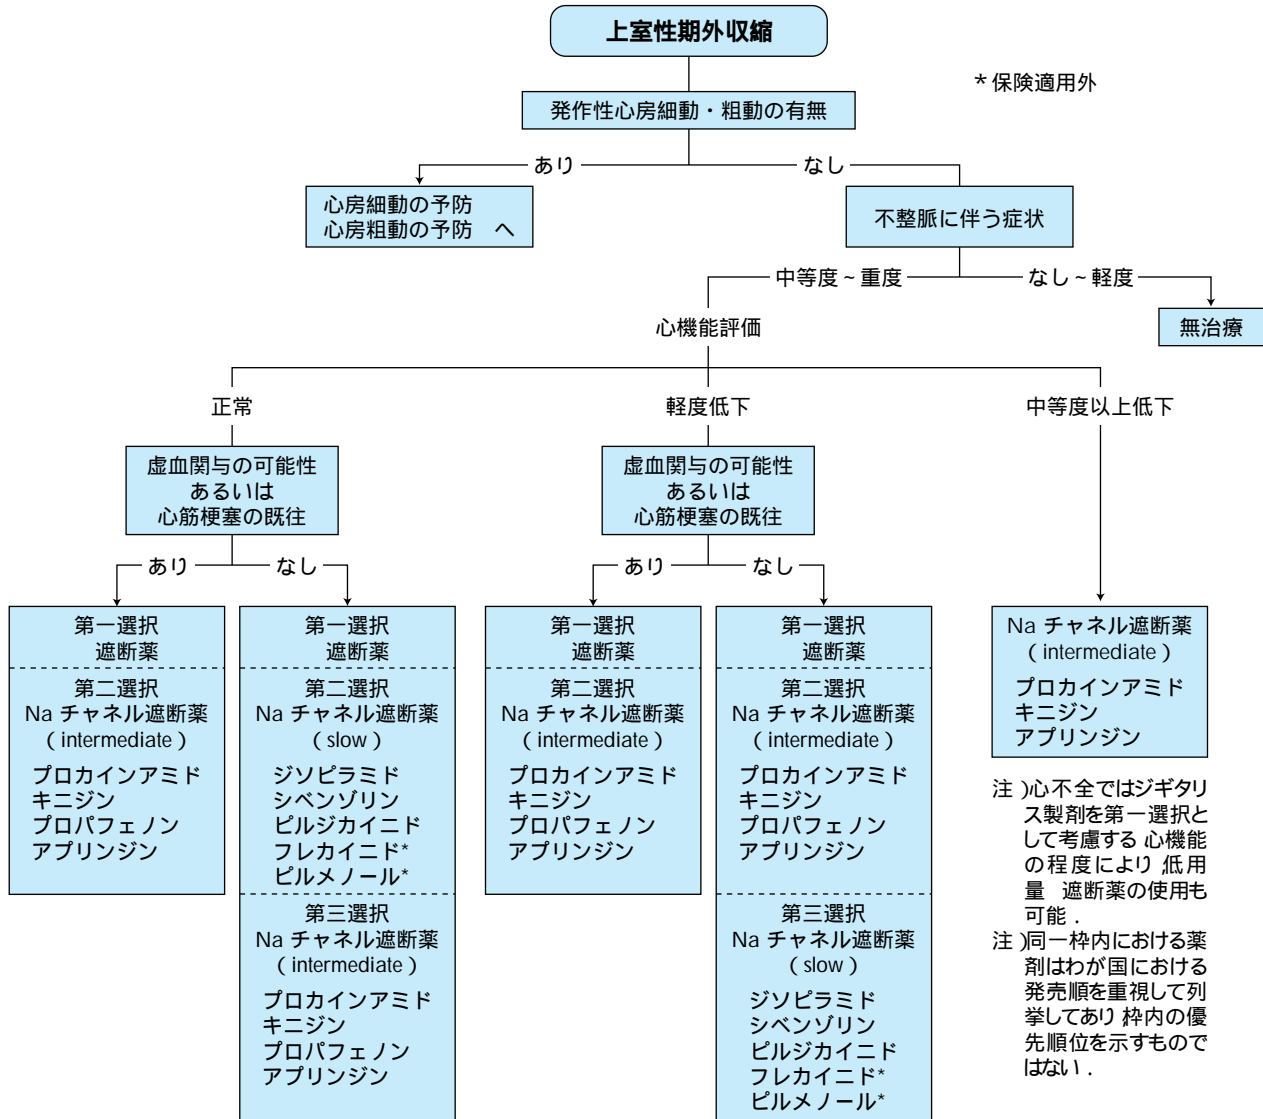 上室性期外収縮
*保険適用外
発作性心房細動・粗動の有無
あり
なし
心房細動の予防
心房粗動の予防 へ
不整脈に伴う症状
中等度~重度
なし~軽度
無治療
心機能評価
正常
軽度低下
中等度以上低下
虚血関与の可能性
あるいは
心筋梗塞の既往
あり
なし
虚血関与の可能性
あるいは
心筋梗塞の既往
あり
なし
第一選択
遮断薬
第二選択
Na チャネル遮断薬
(intermediate)
プロカインアミド
キニジン
プロパフェノン
アプリンジン
第一選択
遮断薬
第二選択
Na チャネル遮断薬
(slow)
ジソピラミド
シベンゾリン
ピルジカイニド
フレカイニド*
ピルメノール*
第三選択
Na チャネル遮断薬
(intermediate)
プロカインアミド
キニジン
プロパフェノン
アプリンジン
第一選択
遮断薬
第二選択
Na チャネル遮断薬
(intermediate)
プロカインアミド
キニジン
プロパフェノン
アプリンジン
第一選択
遮断薬
第二選択
Na チャネル遮断薬
(intermediate)
プロカインアミド
キニジン
プロパフェノン
アプリンジン
第三選択
Na チャネル遮断薬
(slow)
ジソピラミド
シベンゾリン
ピルジカイニド
フレカイニド*
ピルメノール*
Na チャネル遮断薬
(intermediate)
プロカインアミド
キニジン
アプリンジン
注)心不全ではジギタリ
ス製剤を第一選択と
して考慮する 心機能
の程度により 低用
量 遮断薬の使用も
可能.
注)同一枠内における薬
剤はわが国における
発売順を重視して列
挙してあり 枠内の優
先順位を示すもので
はない.